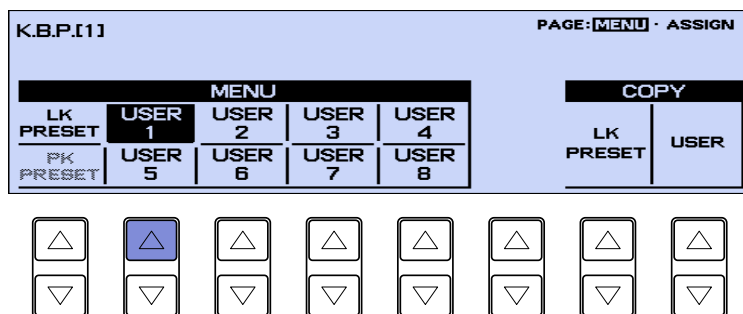 K.B.P.[1]
PAGE: MENU · ASSIGN
MENU
COPY
LK PRESET
USER 1
USER 2
USER 3
USER 4
PK PRESET
USER 5
USER 6
USER 7
USER 8
LK PRESET
USER